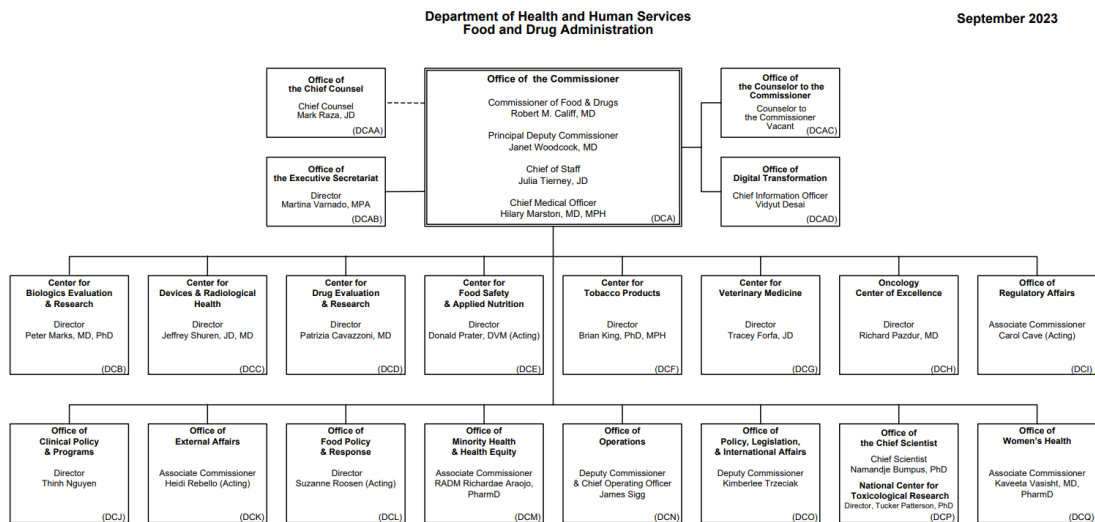 Department of Health and Human Services
Food and Drug Administration
September 2023
Office of
the Chief Counsel
Chief Counsel
Mark Raza, JD
(DCAA)
Office of the Commissioner
Commissioner of Food & Drugs
Robert M. Califf, MD
Principal Deputy Commissioner
Janet Woodcock, MD
Chief of Staff
Julia Tierney, JD
Chief Medical Officer
Hilary Marston, MD, MPH
(DCA)
Office of
the Counselor to the
Commissioner
Counselor to
the Commissioner
Vacant
(DCAC)
Office of
the Executive Secretariat
Director
Martina Varnado, MPA
(DCAB)
Office of
Digital Transformation
Chief Information Officer
Vidyut Desai
(DCAD)
Center for
Biologics Evaluation
& Research
Director
Peter Marks, MD, PhD
(DCB)
Center for
Devices & Radiological
Health
Director
Jeffrey Shuren, JD, MD
(DCC)
Center for
Drug Evaluation
& Research
Director
Patrizia Cavazzoni, MD
(DCD)
Center for
Food Safety
& Applied Nutrition
Director
Donald Prater, DVM (Acting)
(DCE)
Center for
Tobacco Products
Director
Brian King, PhD, MPH
(DCF)
Center for
Veterinary Medicine
Director
Tracey Forfa, JD
(DCG)
Oncology
Center of Excellence
Director
Richard Pazdur, MD
(DCH)
Office of
Regulatory Affairs
Associate Commissioner
Carol Cave (Acting)
(DCI)
Office of
Clinical Policy
& Programs
Director
Thinh Nguyen
(DCJ)
Office of
External Affairs
Associate Commissioner
Heidi Rebello (Acting)
(DCK)
Office of
Food Policy
& Response
Director
Suzanne Roosen (Acting)
(DCL)
Office of
Minority Health
& Health Equity
Associate Commissioner
RADM Richardae Araojo,
PharmD
(DCM)
Office of
Operations
Deputy Commissioner
& Chief Operating Officer
James Sigg
(DCN)
Office of
Policy, Legislation,
& International Affairs
Deputy Commissioner
Kimberlee Trzeciak
(DCO)
Office of
the Chief Scientist
Chief Scientist
Namandje Bumpus, PhD
National Center for
Toxicological Research
Director, Tucker Patterson, PhD
(DCP)
Office of
Women's Health
Associate Commissioner
Kaveeta Vasisht, MD,
PharmD
(DCQ)